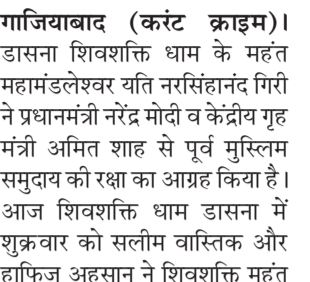 गाजियाबाद (करंट क्राइम)।
डासना शिवशक्ति धाम के महंत
महामंडलेश्वर यति नरसिंहानंद गिरी
ने प्रधानमंत्री नरेंद्र मोदी व केंद्रीय गृह
मंत्री अमित शाह से पूर्व मुस्लिम
समुदाय की रक्षा का आग्रह किया है।
आज शिवशक्ति धाम डासना में
शुक्रवार को सलीम वास्तिक और
हाफिज अहसान ने शिवशक्ति महंत